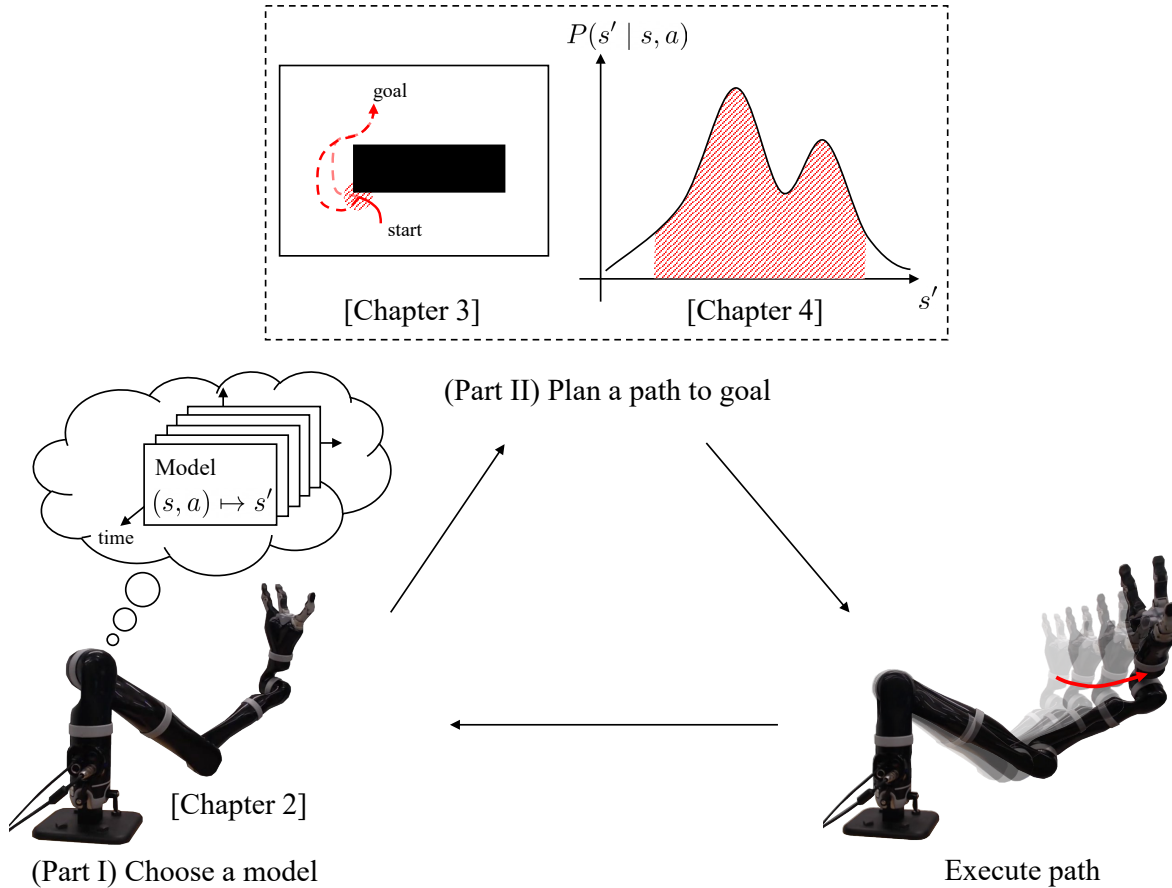 P(s′ | s, a)
goal
start
s′
[Chapter 3]
[Chapter 4]
(Part II) Plan a path to goal
Model
(s, a) ↦ s′
time
[Chapter 2]
(Part I) Choose a model
Execute path